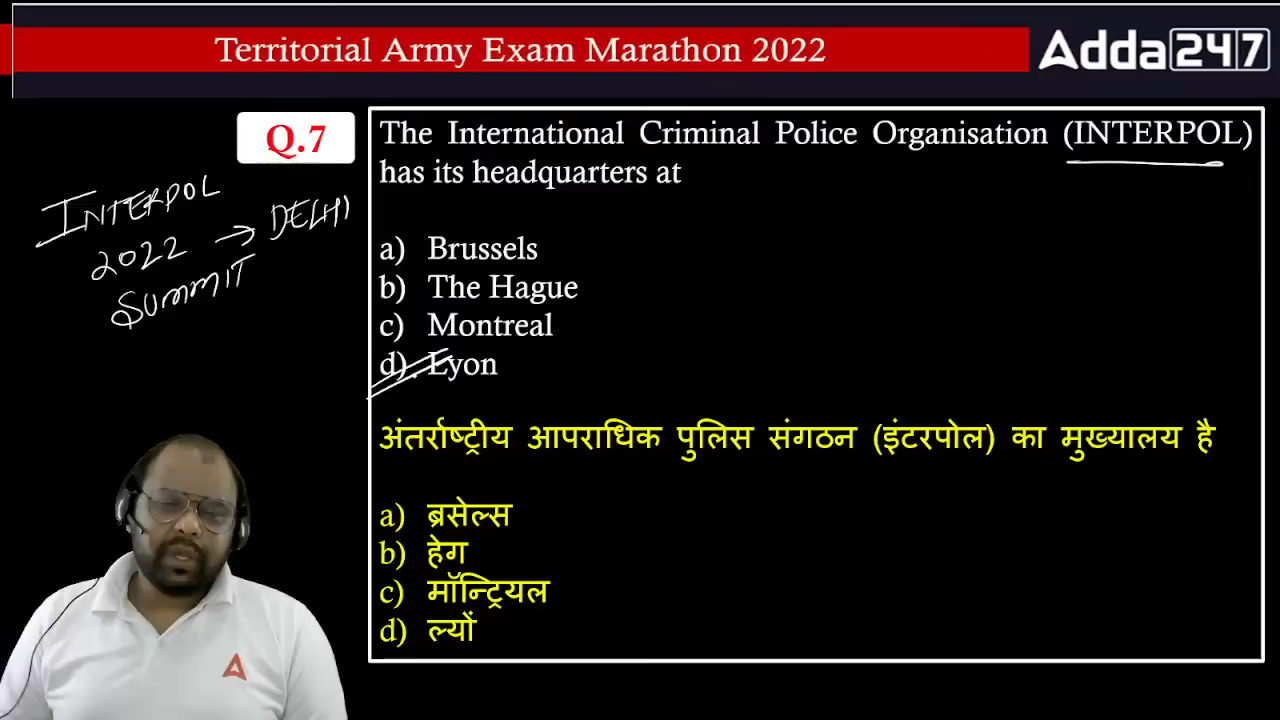 Territorial Army Exam Marathon 2022
Adda247
Q.7
The International Criminal Police Organisation (INTERPOL)
has its headquarters at
INTERPOL
2022 → DELHI
SUMMIT
a) Brussels
b) The Hague
c) Montreal
d). Lyon
अंतर्राष्ट्रीय आपराधिक पुलिस संगठन (इंटरपोल) का मुख्यालय है
a) ब्रसेल्स
b) हेग
c) मॉन्ट्रियल
d) ल्यों